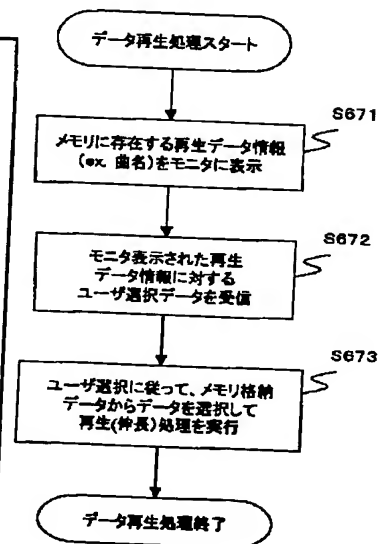 データ再生処理スタート
S671
メモリに存在する再生データ情報
(ex. 曲名)をモニタに表示
S672
モニタ表示された再生
データ情報に対する
ユーザ選択データを受信
S673
ユーザ選択に従って、メモリ格納
データからデータを選択して
再生(伸長)処理を実行
データ再生処理終了